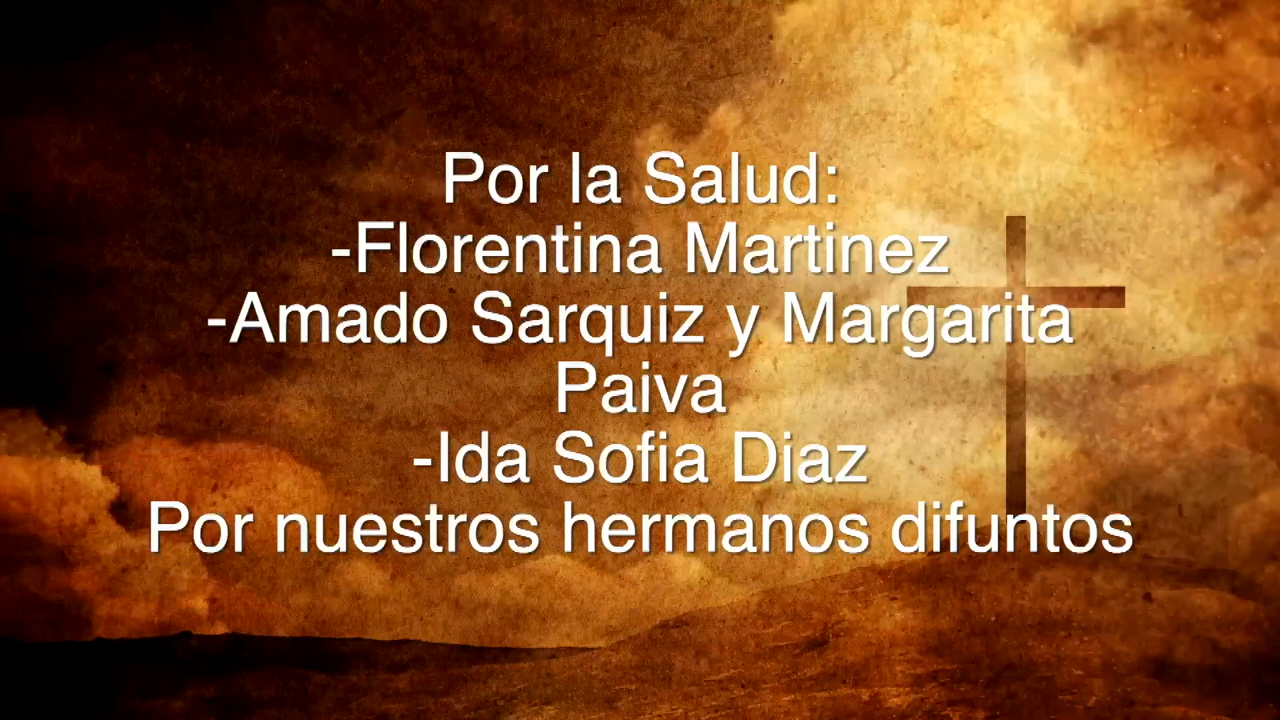 Por la Salud:
-Florentina Martinez
-Amado Sarquiz y Margarita
Paiva
-Ida Sofia Diaz
Por nuestros hermanos difuntos